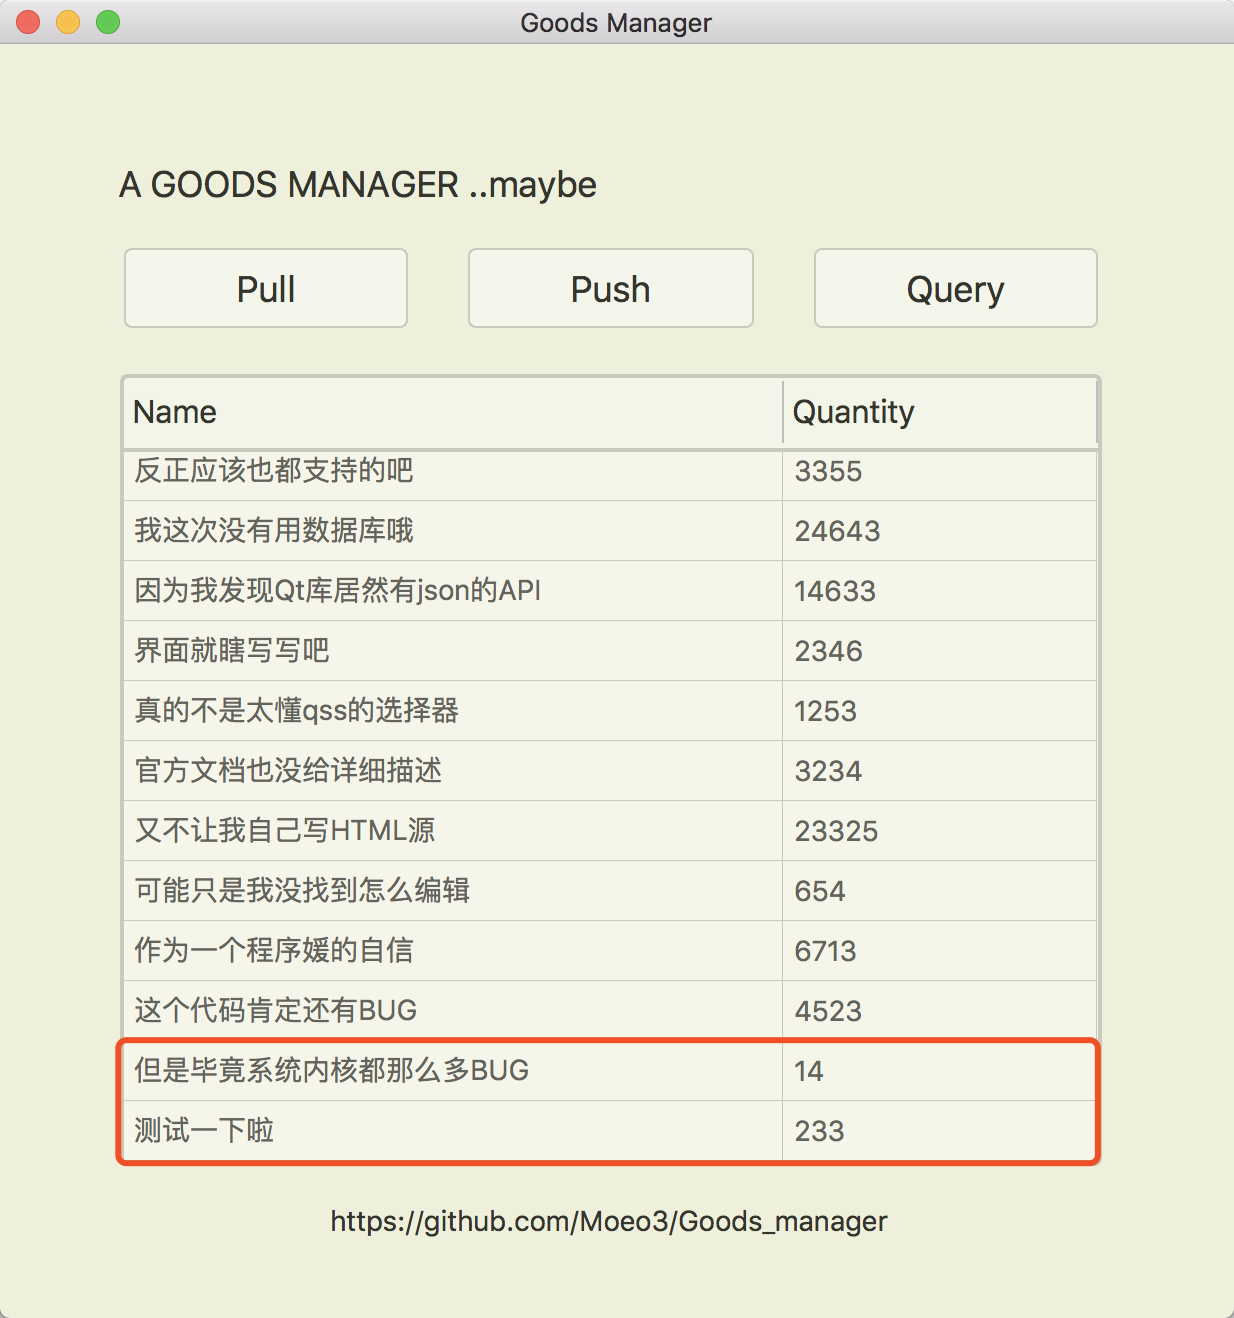 Goods Manager
A GOODS MANAGER ..maybe
Pull Push Query
Name Quantity
反正应该也都支持的吧 3355
我这次没有用数据库哦 24643
因为我发现Qt库居然有json的API 14633
界面就瞎写写吧 2346
真的不是太懂qss的选择器 1253
官方文档也没给详细描述 3234
又不让我自己写HTML源 23325
可能只是我没找到怎么编辑 654
作为一个程序媛的自信 6713
这个代码肯定还有BUG 4523
但是毕竟系统内核都那么多BUG 14
测试一下啦 233
https://github.com/Moeo3/Goods_manager